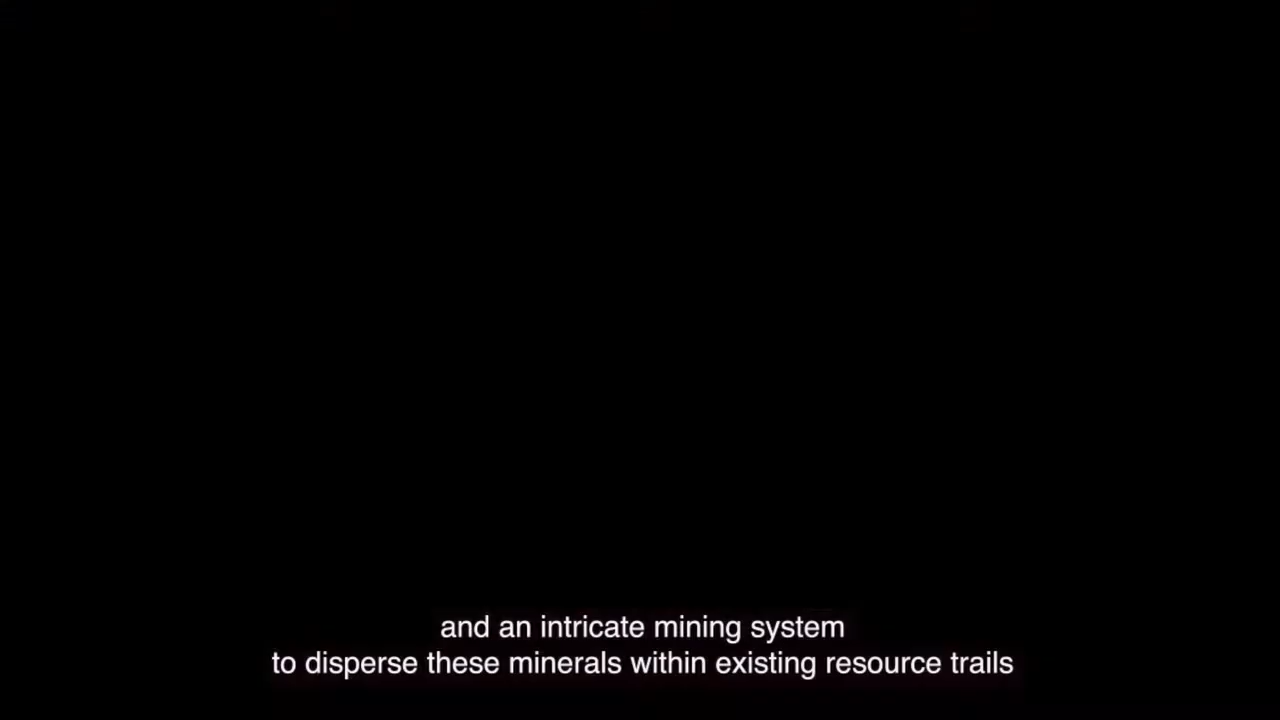 and an intricate mining system
to disperse these minerals within existing resource trails